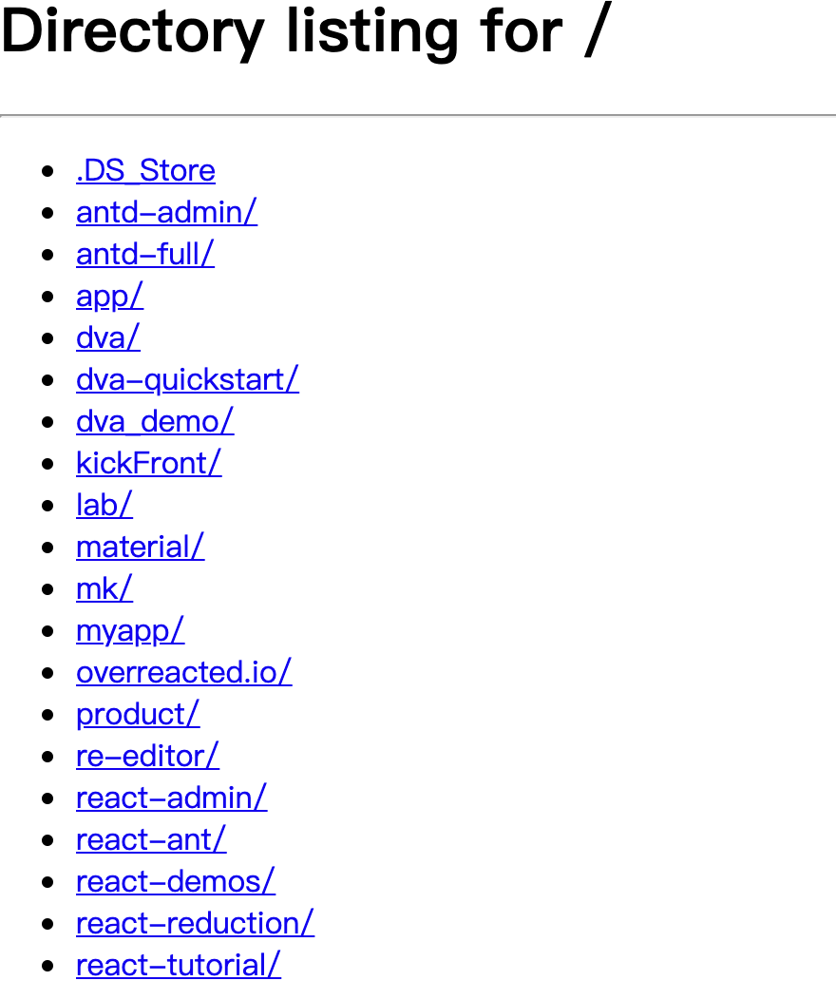 Directory listing for /
.DS_Store
antd-admin/
antd-full/
app/
dva/
dva-quickstart/
dva_demo/
kickFront/
lab/
material/
mk/
myapp/
overreacted.io/
product/
re-editor/
react-admin/
react-ant/
react-demos/
react-reduction/
react-tutorial/